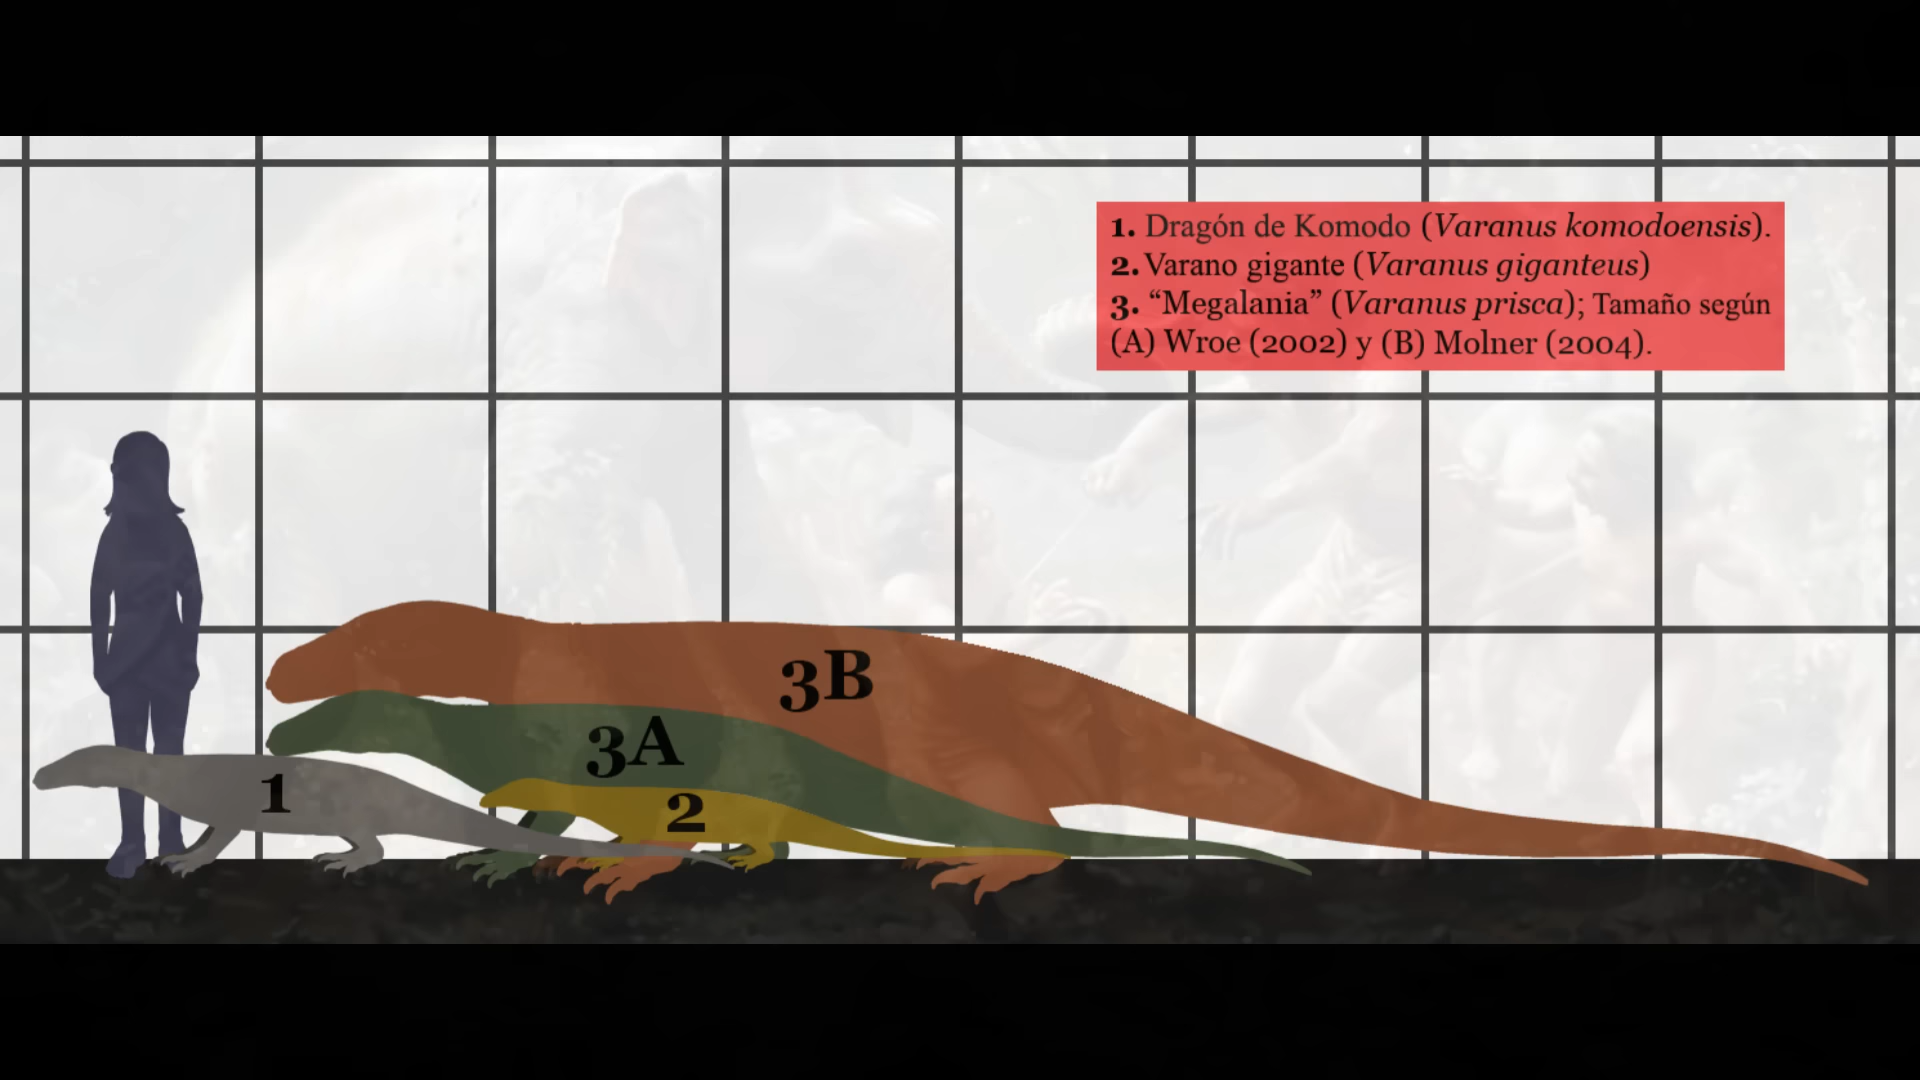 1. Dragón de Komodo (Varanus komodoensis).
2. Varano gigante (Varanus giganteus)
3. “Megalania” (Varanus prisca); Tamaño según
(A) Wroe (2002) y (B) Molner (2004).
3B
3A
1
2